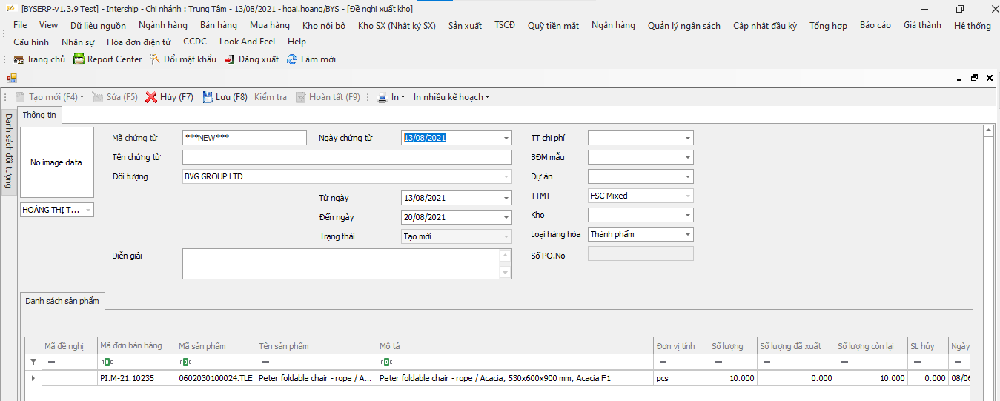 [BYSERP-v1.3.9 Test] - Intership - Chi nhánh : Trung Tâm - 13/08/2021 - hoai.hoang/BYS - [Đề nghị xuất kho]
File View Dữ liệu nguồn Ngành hàng Bán hàng Mua hàng Kho nội bộ Kho SX (Nhật ký SX) Sản xuất TSCĐ Quỹ tiền mặt Ngân hàng Quản lý ngân sách Cập nhật đầu kỳ Tổng hợp Báo cáo Giá thành Hệ thống
Cấu hình Nhân sự Hóa đơn điện tử CCDC Look And Feel Help
Trang chủ Report Center Đổi mật khẩu Đăng xuất Làm mới
Tạo mới (F4) Sửa (F5) Hủy (F7) Lưu (F8) Kiểm tra Hoàn tất (F9) In In nhiều kế hoạch
Danh sách đối tượng
Thông tin
No image data
HOÀNG THỊ T...
Mã chứng từ ***NEW*** Ngày chứng từ 13/08/2021 TT chi phí
Tên chứng từ BĐM mẫu
Đối tượng BVG GROUP LTD Dự án
Từ ngày 13/08/2021 TTMT FSC Mixed
Đến ngày 20/08/2021 Kho
Trạng thái Tạo mới Loại hàng hóa Thành phẩm
Diễn giải Số PO.No
Danh sách sản phẩm
Mã đề nghị Mã đơn bán hàng Mã sản phẩm Tên sản phẩm Mô tả Đơn vị tính Số lượng Số lượng đã xuất Số lượng còn lại SL hủy Ngày
= ABC ABC = ABC = = = = = =
PI.M-21.10235 0602030100024.TLE Peter foldable chair - rope / A... Peter foldable chair - rope / Acacia, 530x600x900 mm, Acacia F1 pcs 10.000 0.000 10.000 0.000 08/0